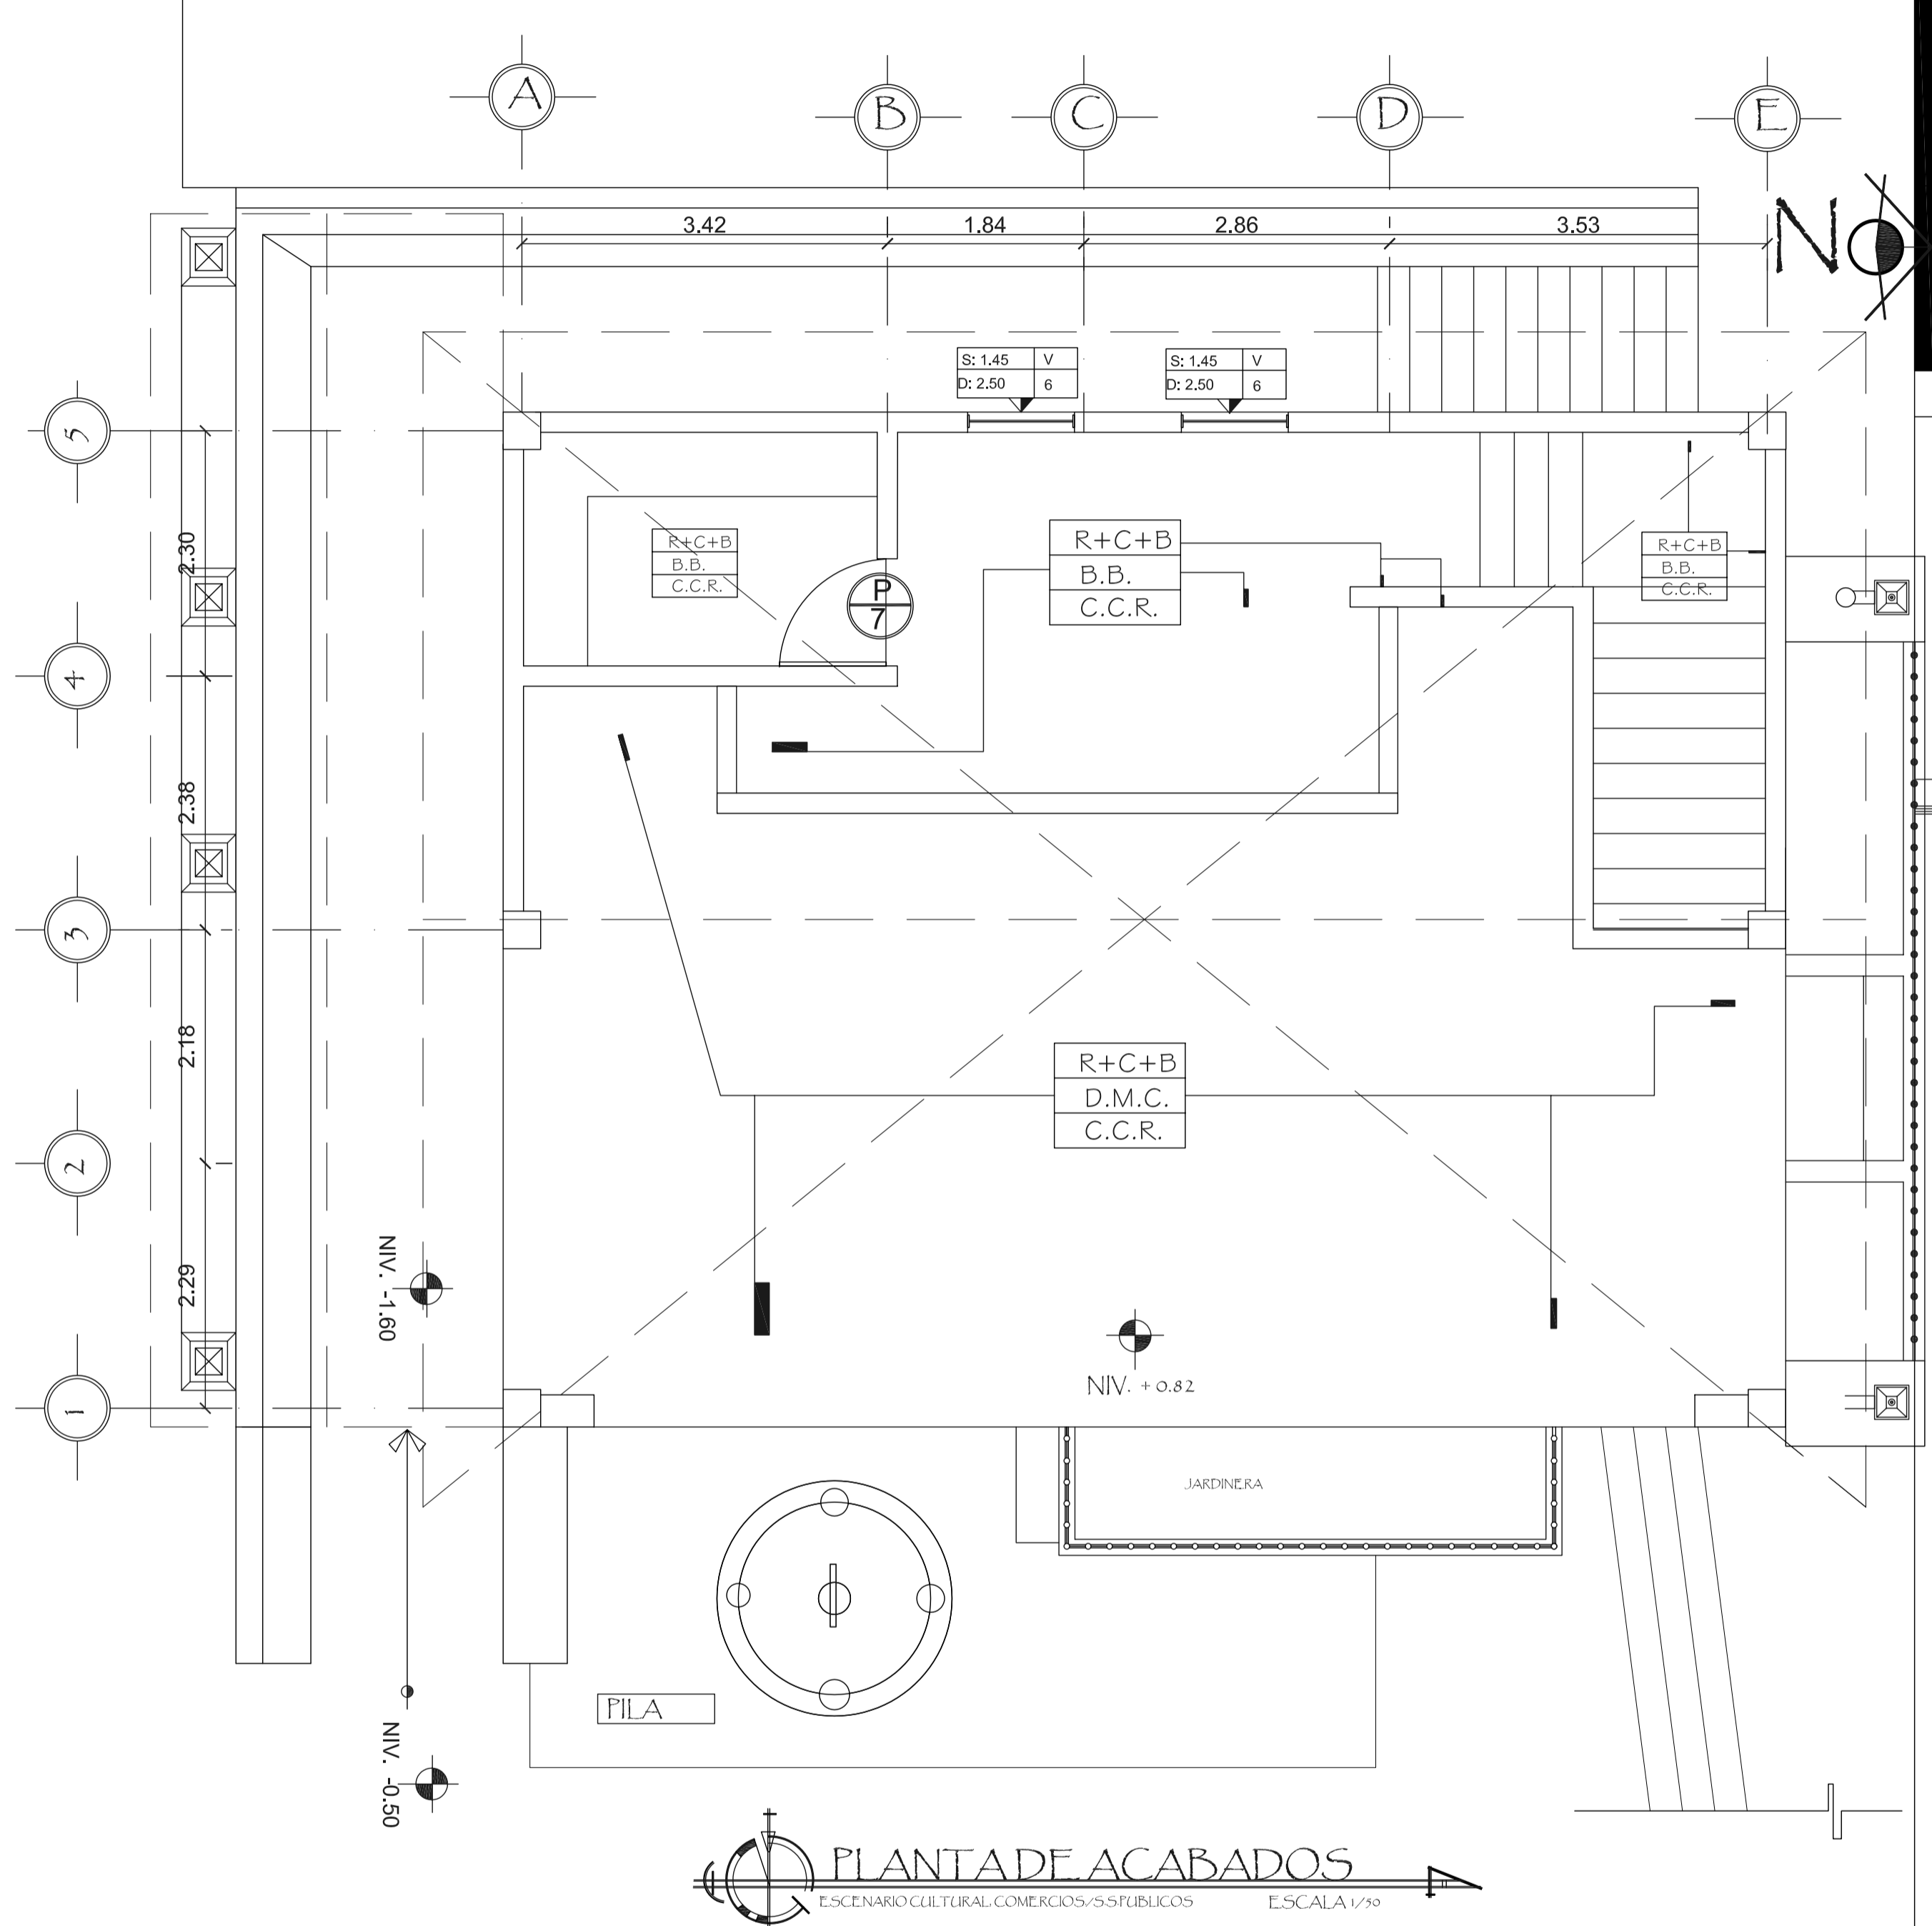 A
B
C
D
E
3.42
1.84
2.86
3.53
NO
S: 1.45 V
D: 2.50 6
S: 1.45 V
D: 2.50 6
5
4
3
2
1
2.30
2.38
2.18
2.29
R+C+B
B.B.
C.C.R.
P
7
R+C+B
B.B.
C.C.R.
R+C+B
B.B.
C.C.R.
R+C+B
D.M.C.
C.C.R.
NIV. -1.60
NIV. + 0.82
JARDINERA
PILA
NIV. -0.50
PLANTA DE ACABADOS
ESCENARIO CULTURAL COMERCIOS/S.S.PUBLICOS ESCALA 1/50